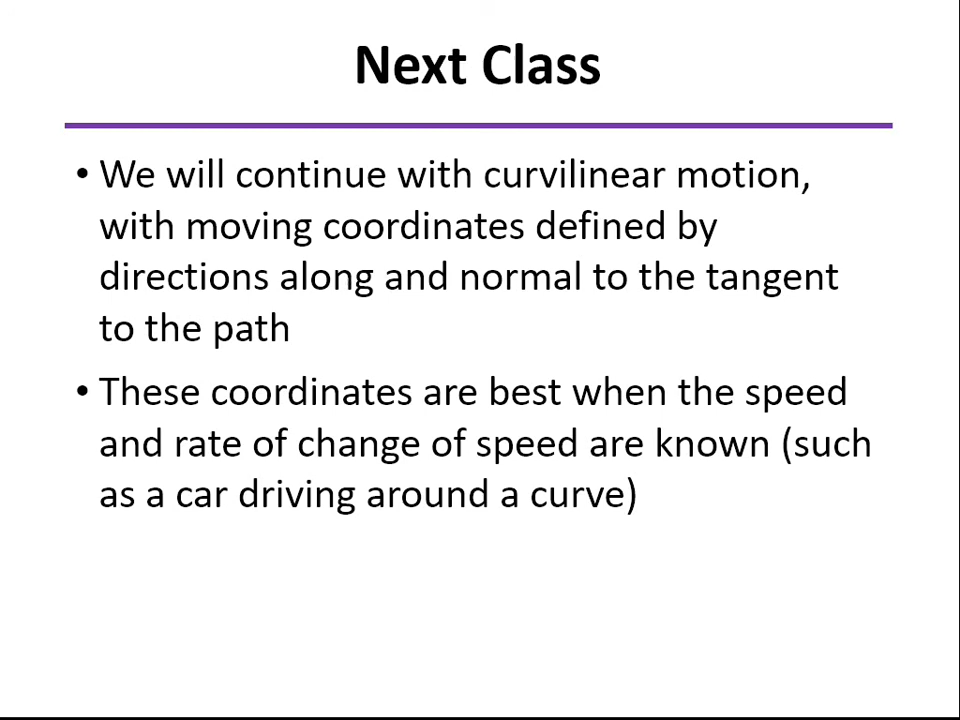 Next Class
• We will continue with curvilinear motion,
with moving coordinates defined by
directions along and normal to the tangent
to the path
• These coordinates are best when the speed
and rate of change of speed are known (such
as a car driving around a curve)